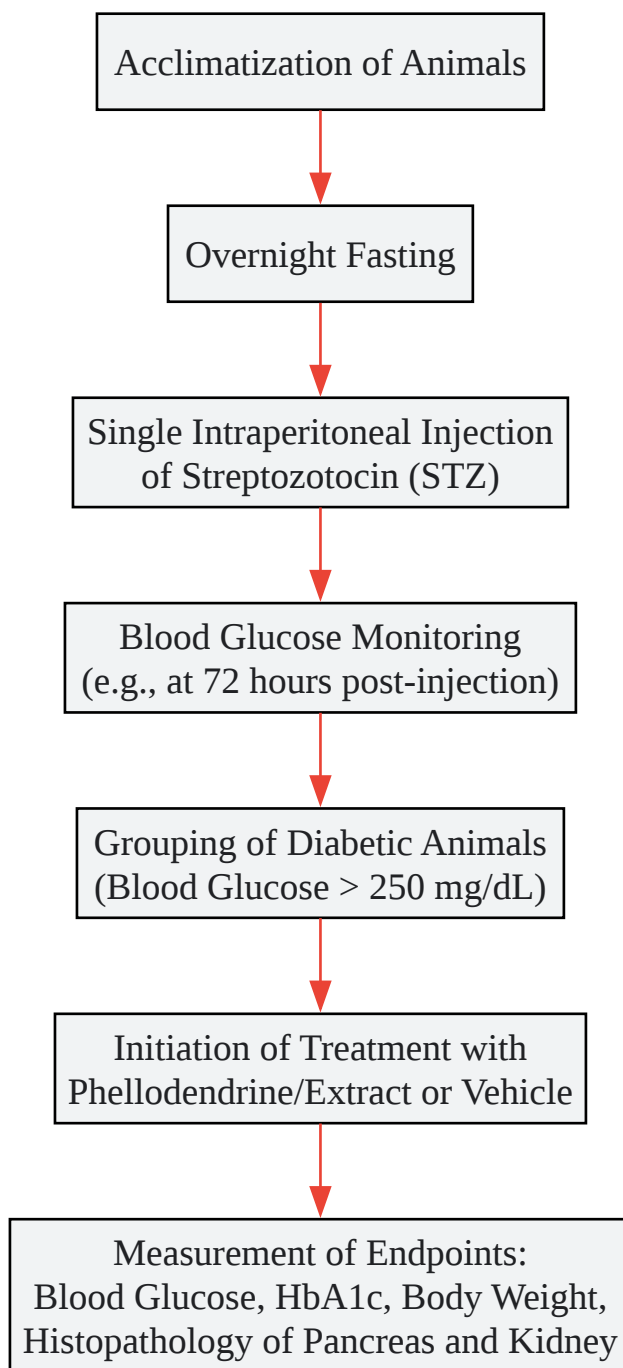 Acclimatization of Animals
Overnight Fasting
Single Intraperitoneal Injection
of Streptozotocin (STZ)
Blood Glucose Monitoring
(e.g., at 72 hours post-injection)
Grouping of Diabetic Animals
(Blood Glucose > 250 mg/dL)
Initiation of Treatment with
Phellodendrine/Extract or Vehicle
Measurement of Endpoints:
Blood Glucose, HbA1c, Body Weight,
Histopathology of Pancreas and Kidney